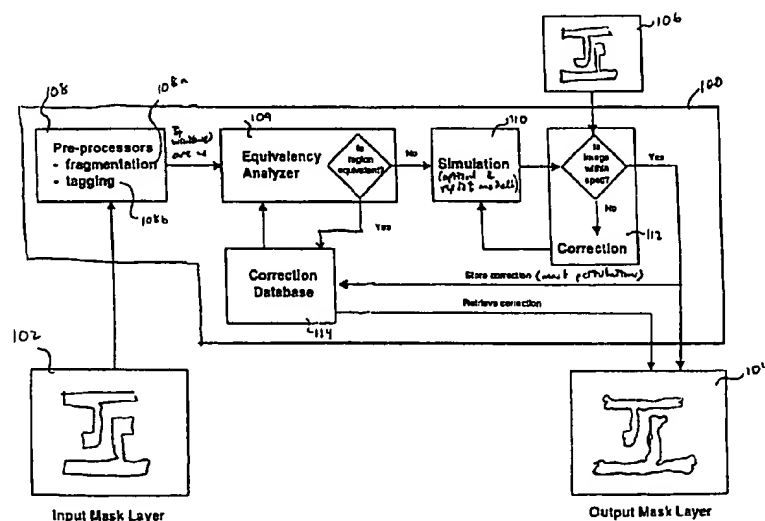 106
100
108
108a
109
110
Pre-processors
- fragmentation
- tagging
108b
are
Equivalency
Analyzer
Is
region
equivalent?
No
Simulation
(optical &
resist models)
Is
image
within
spec?
Yes
No
Correction
112
Yes
Correction
Database
114
Store correction (
Retrieve correction
102
Input Mask Layer
Output Mask Layer